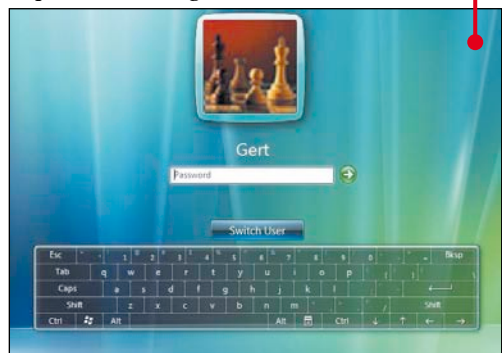 Gert
Password
Switch User
Esc 1 2 3 4 5 6 7 8 9 0 - = Bksp
Tab q w e r t y u i o p [ ] \
Caps a s d f g h j k l ; '
Shift z x c v b n m , . / Shift
Ctrl Alt Alt Ctrl ↓ ↑ ← →